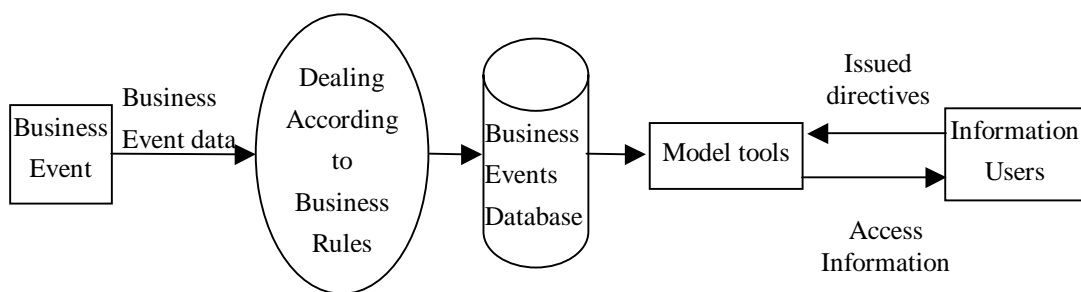 Business
Event
Business
Event data
Dealing
According
to
Business
Rules
Business
Events
Database
Model tools
Issued
directives
Information
Users
Access
Information